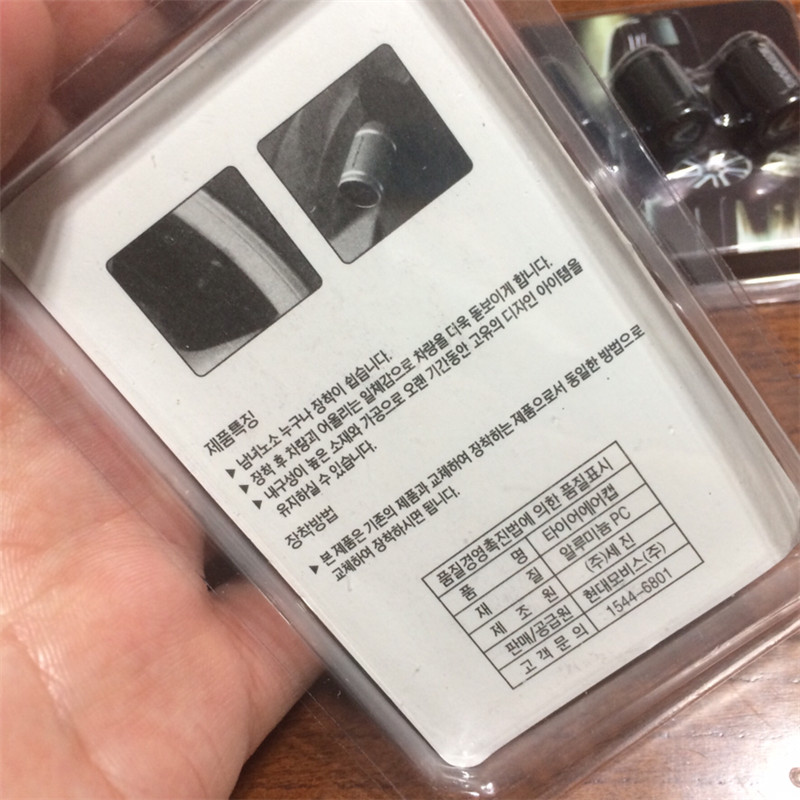 제품특징
▶ 남녀노소 누구나 장착이 쉽습니다.
▶ 장착 후 차량과 어울리는 일체감으로 차량을 더욱 돋보이게 합니다.
▶ 내구성이 높은 소재와 가공으로 오랜 기간동안 고유의 디자인 아이템을
유지하실 수 있습니다.
장착방법
▶ 본 제품은 기존의 제품과 교체하여 장착하는 제품으로서 동일한 방법으로
교체하여 장착하시면 됩니다.
품질경영촉진법에 의한 품질표시
품 명 타이어에어캡
재 질 알루미늄 PC
제 조 원 (주)세 진
판매/공급원 현대모비스(주)
고 객 문 의 1544-6801